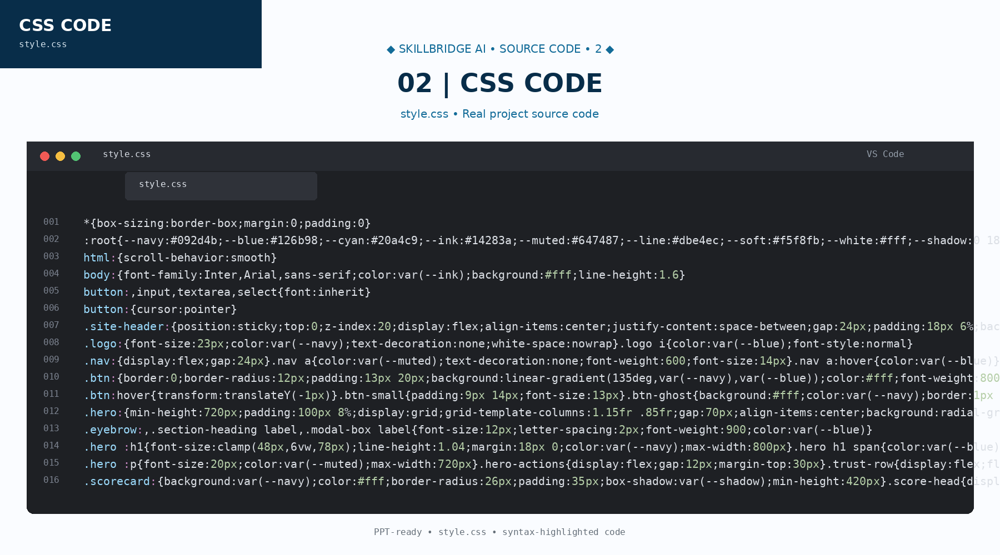 CSS CODE
style.css
◆ SKILLBRIDGE AI • SOURCE CODE • 2 ◆
02 | CSS CODE
style.css • Real project source code
style.css
VS Code
style.css
001 *{box-sizing:border-box;margin:0;padding:0}
002 :root{--navy:#092d4b;--blue:#126b98;--cyan:#20a4c9;--ink:#14283a;--muted:#647487;--line:#dbe4ec;--soft:#f5f8fb;--white:#fff;--shadow:0 18
003 html:{scroll-behavior:smooth}
004 body:{font-family:Inter,Arial,sans-serif;color:var(--ink);background:#fff;line-height:1.6}
005 button:,input,textarea,select{font:inherit}
006 button:{cursor:pointer}
007 .site-header:{position:sticky;top:0;z-index:20;display:flex;align-items:center;justify-content:space-between;gap:24px;padding:18px 6%;bac
008 .logo:{font-size:23px;color:var(--navy);text-decoration:none;white-space:nowrap}.logo i{color:var(--blue);font-style:normal}
009 .nav:{display:flex;gap:24px}.nav a{color:var(--muted);text-decoration:none;font-weight:600;font-size:14px}.nav a:hover{color:var(--blue)}
010 .btn:{border:0;border-radius:12px;padding:13px 20px;background:linear-gradient(135deg,var(--navy),var(--blue));color:#fff;font-weight:800
011 .btn:hover{transform:translateY(-1px)}.btn-small{padding:9px 14px;font-size:13px}.btn-ghost{background:#fff;color:var(--navy);border:1px
012 .hero:{min-height:720px;padding:100px 8%;display:grid;grid-template-columns:1.15fr .85fr;gap:70px;align-items:center;background:radial-gr
013 .eyebrow:,.section-heading label,.modal-box label{font-size:12px;letter-spacing:2px;font-weight:900;color:var(--blue)}
014 .hero :h1{font-size:clamp(48px,6vw,78px);line-height:1.04;margin:18px 0;color:var(--navy);max-width:800px}.hero h1 span{color:var(--blue)
015 .hero :p{font-size:20px;color:var(--muted);max-width:720px}.hero-actions{display:flex;gap:12px;margin-top:30px}.trust-row{display:flex;fl
016 .scorecard:{background:var(--navy);color:#fff;border-radius:26px;padding:35px;box-shadow:var(--shadow);min-height:420px}.score-head{displ
PPT-ready • style.css • syntax-highlighted code